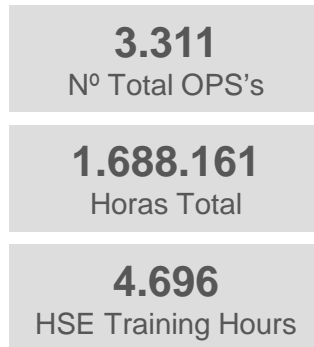 3.311
Nº Total OPS’s
1.688.161
Horas Total
4.696
HSE Training Hours